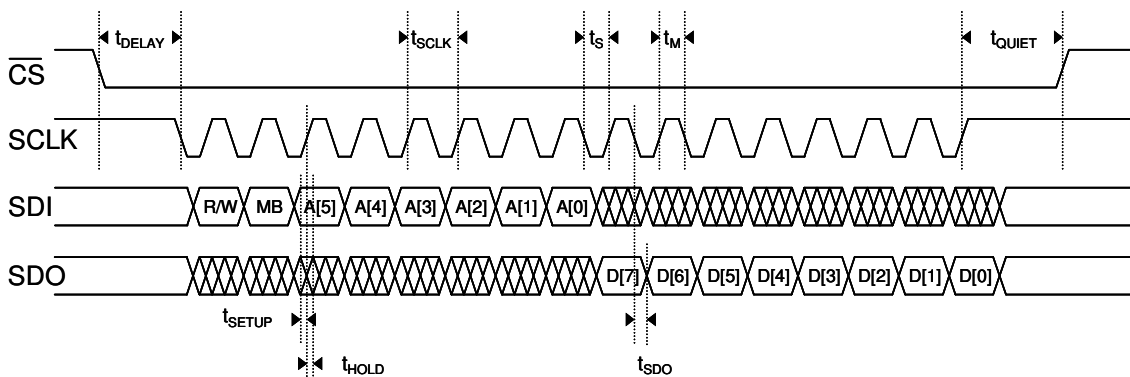 tDELAY tSCLK tS tM tQUIET
CS
SCLK
SDI R/W MB A[5] A[4] A[3] A[2] A[1] A[0]
SDO D[7] D[6] D[5] D[4] D[3] D[2] D[1] D[0]
tSETUP
tHOLD tSDO